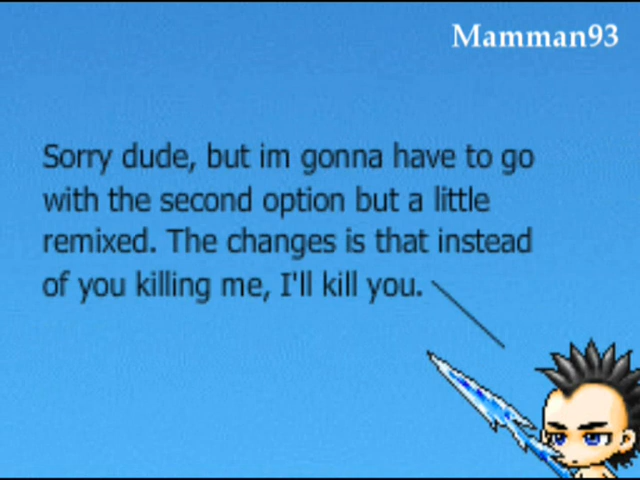 Mamman93
Sorry dude, but im gonna have to go
with the second option but a little
remixed. The changes is that instead
of you killing me, I'll kill you.